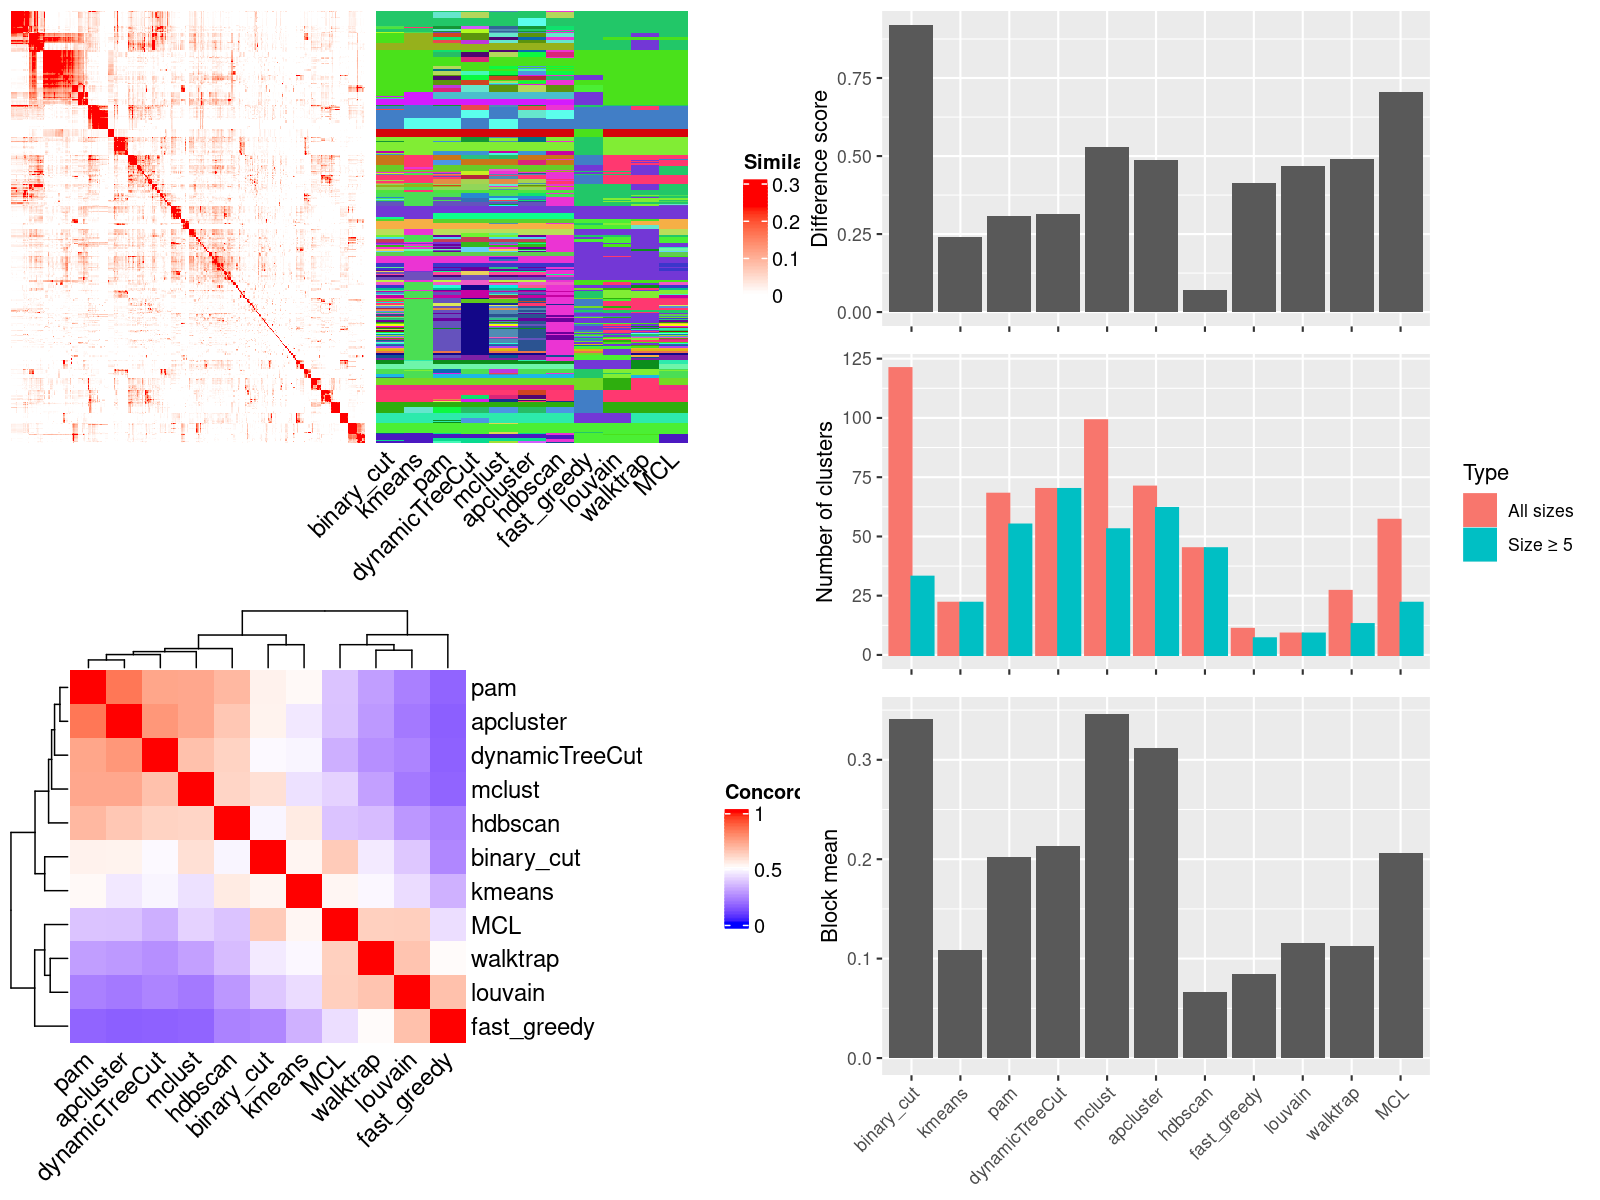 Simila
0.3
0.2
0.1
0
binary_cut
kmeans
pam
dynamicTreeCut
mclust
apcluster
hdbscan
fast_greedy
louvain
walktrap
MCL
pam
apcluster
dynamicTreeCut
mclust
hdbscan
binary_cut
kmeans
MCL
walktrap
louvain
fast_greedy
pam
apcluster
dynamicTreeCut
mclust
hdbscan
binary_cut
kmeans
MCL
walktrap
louvain
fast_greedy
Concord
1
0.5
0
Difference score
0.75
0.50
0.25
0.00
Number of clusters
125
100
75
50
25
0
Type
All sizes
Size ≥ 5
Block mean
0.3
0.2
0.1
0.0
binary_cut
kmeans
pam
dynamicTreeCut
mclust
apcluster
hdbscan
fast_greedy
louvain
walktrap
MCL